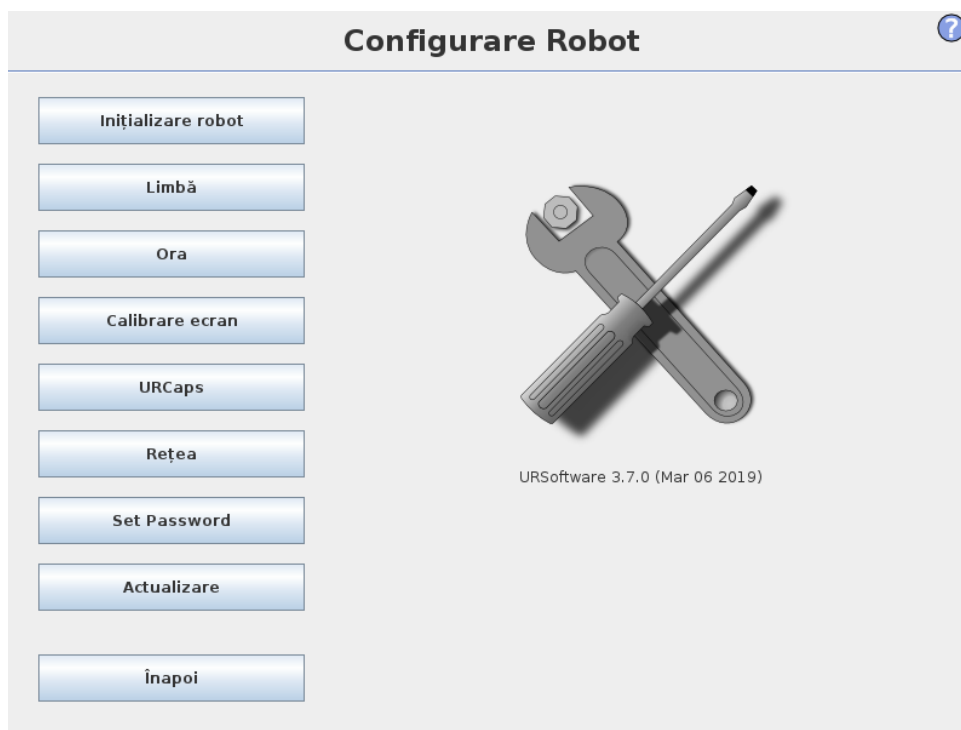 Configurare Robot
?
Inițializare robot
Limbă
Ora
Calibrare ecran
URCaps
Rețea
Set Password
Actualizare
Înapoi
URSoftware 3.7.0 (Mar 06 2019)